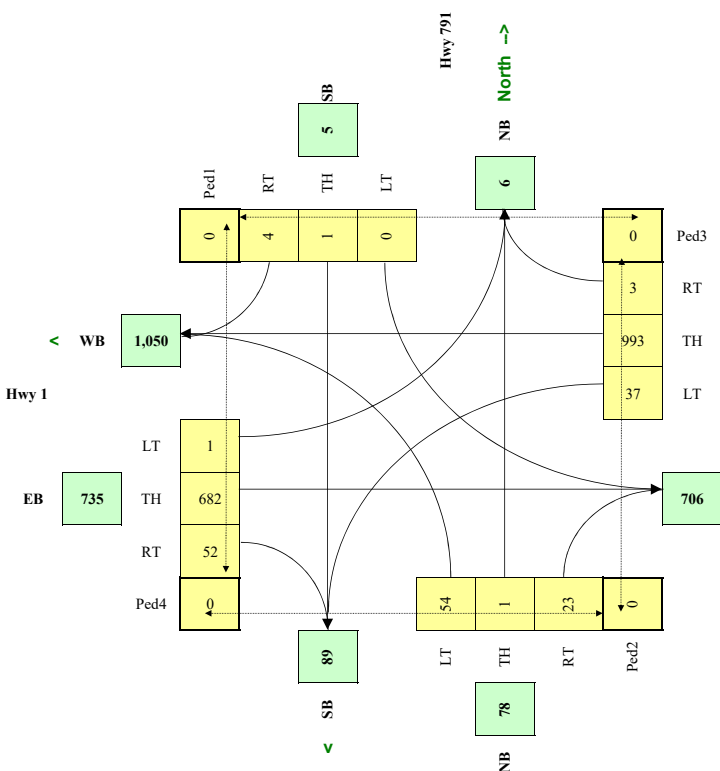 Hwy 791
North -->
SB
5
NB
6
Ped1
RT
TH
LT
0
4
1
0
0
Ped3
3
RT
< WB 1,050
993
TH
Hwy 1
37
LT
LT
1
EB 735
TH
682
706
RT
52
Ped4
0
54
1
23
0
LT
TH
RT
Ped2
89
SB
<
78
NB